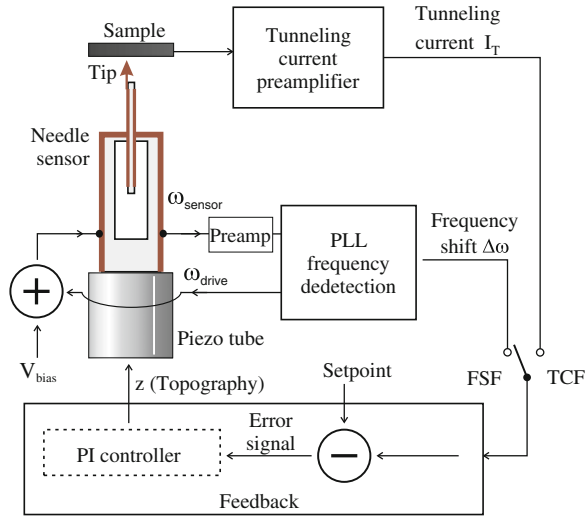 Sample
Tip
Needle
sensor
Tunneling
current
preamplifier
Tunneling
current I_T
ω_sensor
Preamp
PLL
frequency
dedetection
Frequency
shift Δω
ω_drive
+
V_bias
Piezo tube
z (Topography)
Setpoint
FSF
TCF
PI controller
Error
signal
−
Feedback